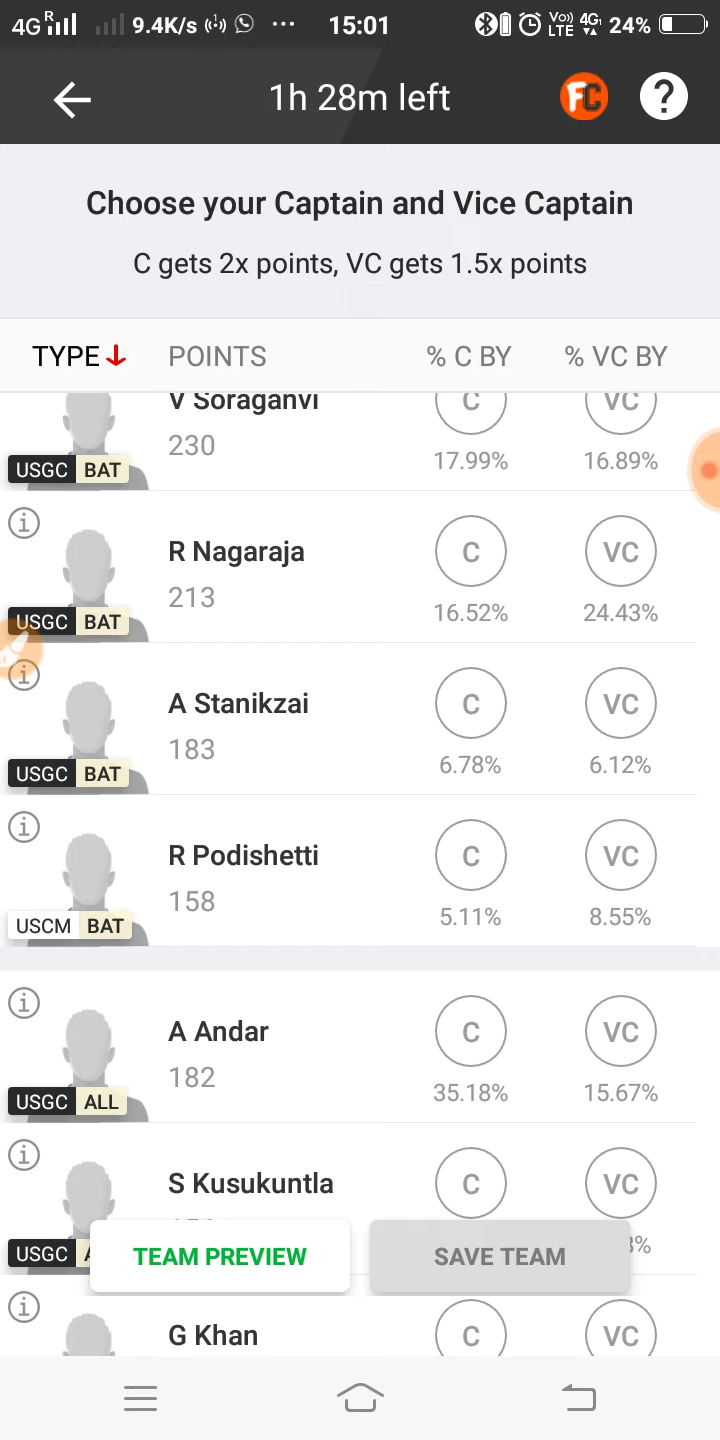 4G R 9.4K/s ... 15:01 Vo)) LTE 4G 24%
1h 28m left FC ?
Choose your Captain and Vice Captain
C gets 2x points, VC gets 1.5x points
TYPE POINTS % C BY % VC BY
V Soraganvi C VC
230
17.99% 16.89%
USGC BAT
i
R Nagaraja C VC
213
16.52% 24.43%
USGC BAT
i
A Stanikzai C VC
183
6.78% 6.12%
USGC BAT
i
R Podishetti C VC
158
5.11% 8.55%
USCM BAT
i
A Andar C VC
182
35.18% 15.67%
USGC ALL
i
S Kusukuntla C VC
USGC
TEAM PREVIEW SAVE TEAM
i
G Khan C VC